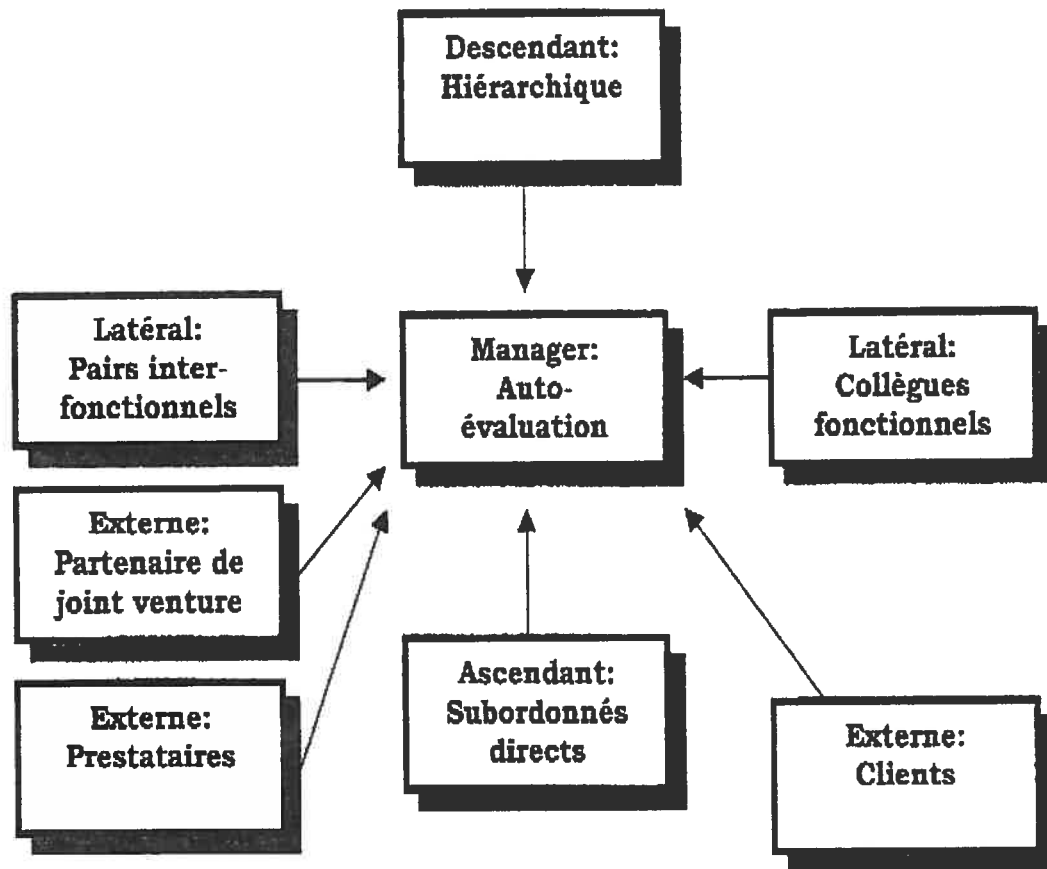 Descendant:
Hiérarchique
Latéral:
Pairs inter-
fonctionnels
Manager:
Auto-
évaluation
Latéral:
Collègues
fonctionnels
Externe:
Partenaire de
joint venture
Ascendant:
Subordonnés
directs
Externe:
Prestataires
Externe:
Clients